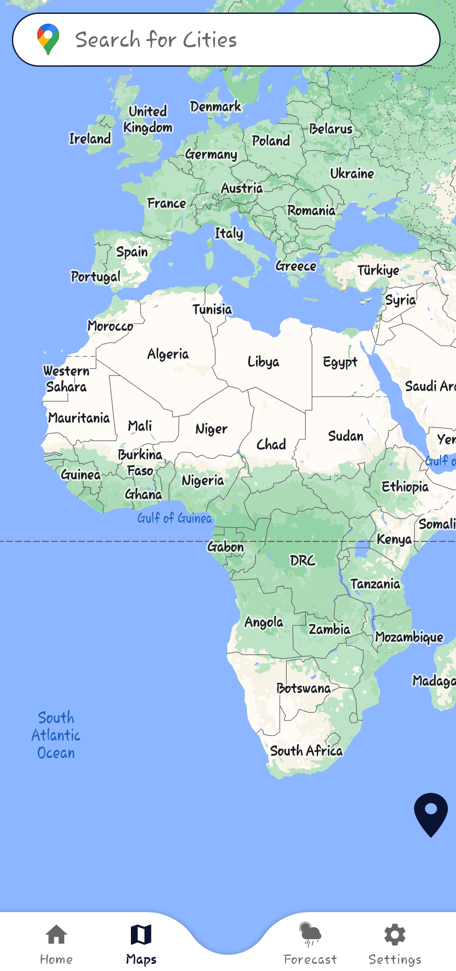 Search for Cities
Denmark
United
Kingdom
Belarus
Ireland
Poland
Germany
Ukraine
Austria
France
Romania
Italy
Spain
Greece
Türkiye
Portugal
Syria
Tunisia
Morocco
Algeria
Libya
Egypt
Western
Sahara
Saudi Ara
Mauritania
Mali
Niger
Sudan
Chad
Yer
Burkina
Faso
Gulf o
Guinea
Nigeria
Ethiopia
Ghana
Gulf of Guinea
Somali
Kenya
Gabon
DRC
Tanzania
Angola
Zambia
Mozambique
Madaga
Botswana
South
Atlantic
Ocean
South Africa
Home
Maps
Forecast
Settings